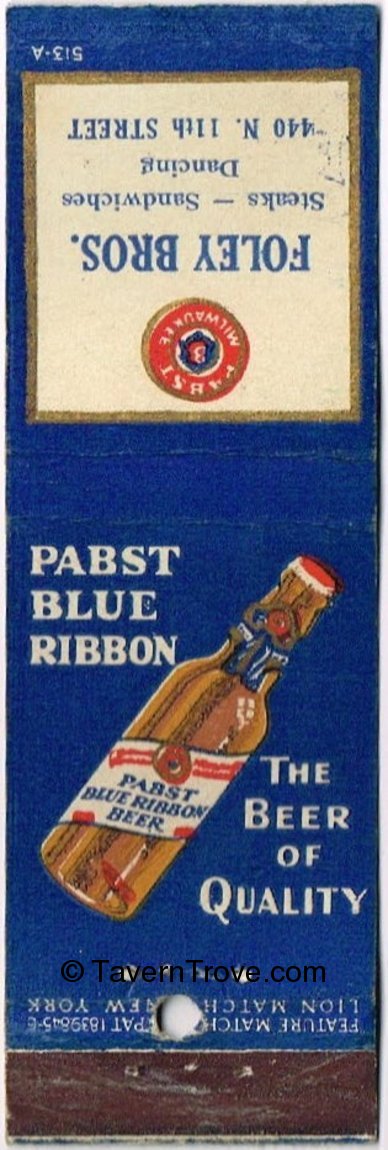 513-A
440 N. 11th STREET
Dancing
Steaks — Sandwiches
FOLEY BROS.
PABST
MILWAUKEE
B
PABST
BLUE
RIBBON
PABST
BLUE RIBBON
BEER
THE
BEER
OF
QUALITY
© TavernTrove.com
LION MATCH NEW YORK
FEATURE MATCH PAT 1839845-6